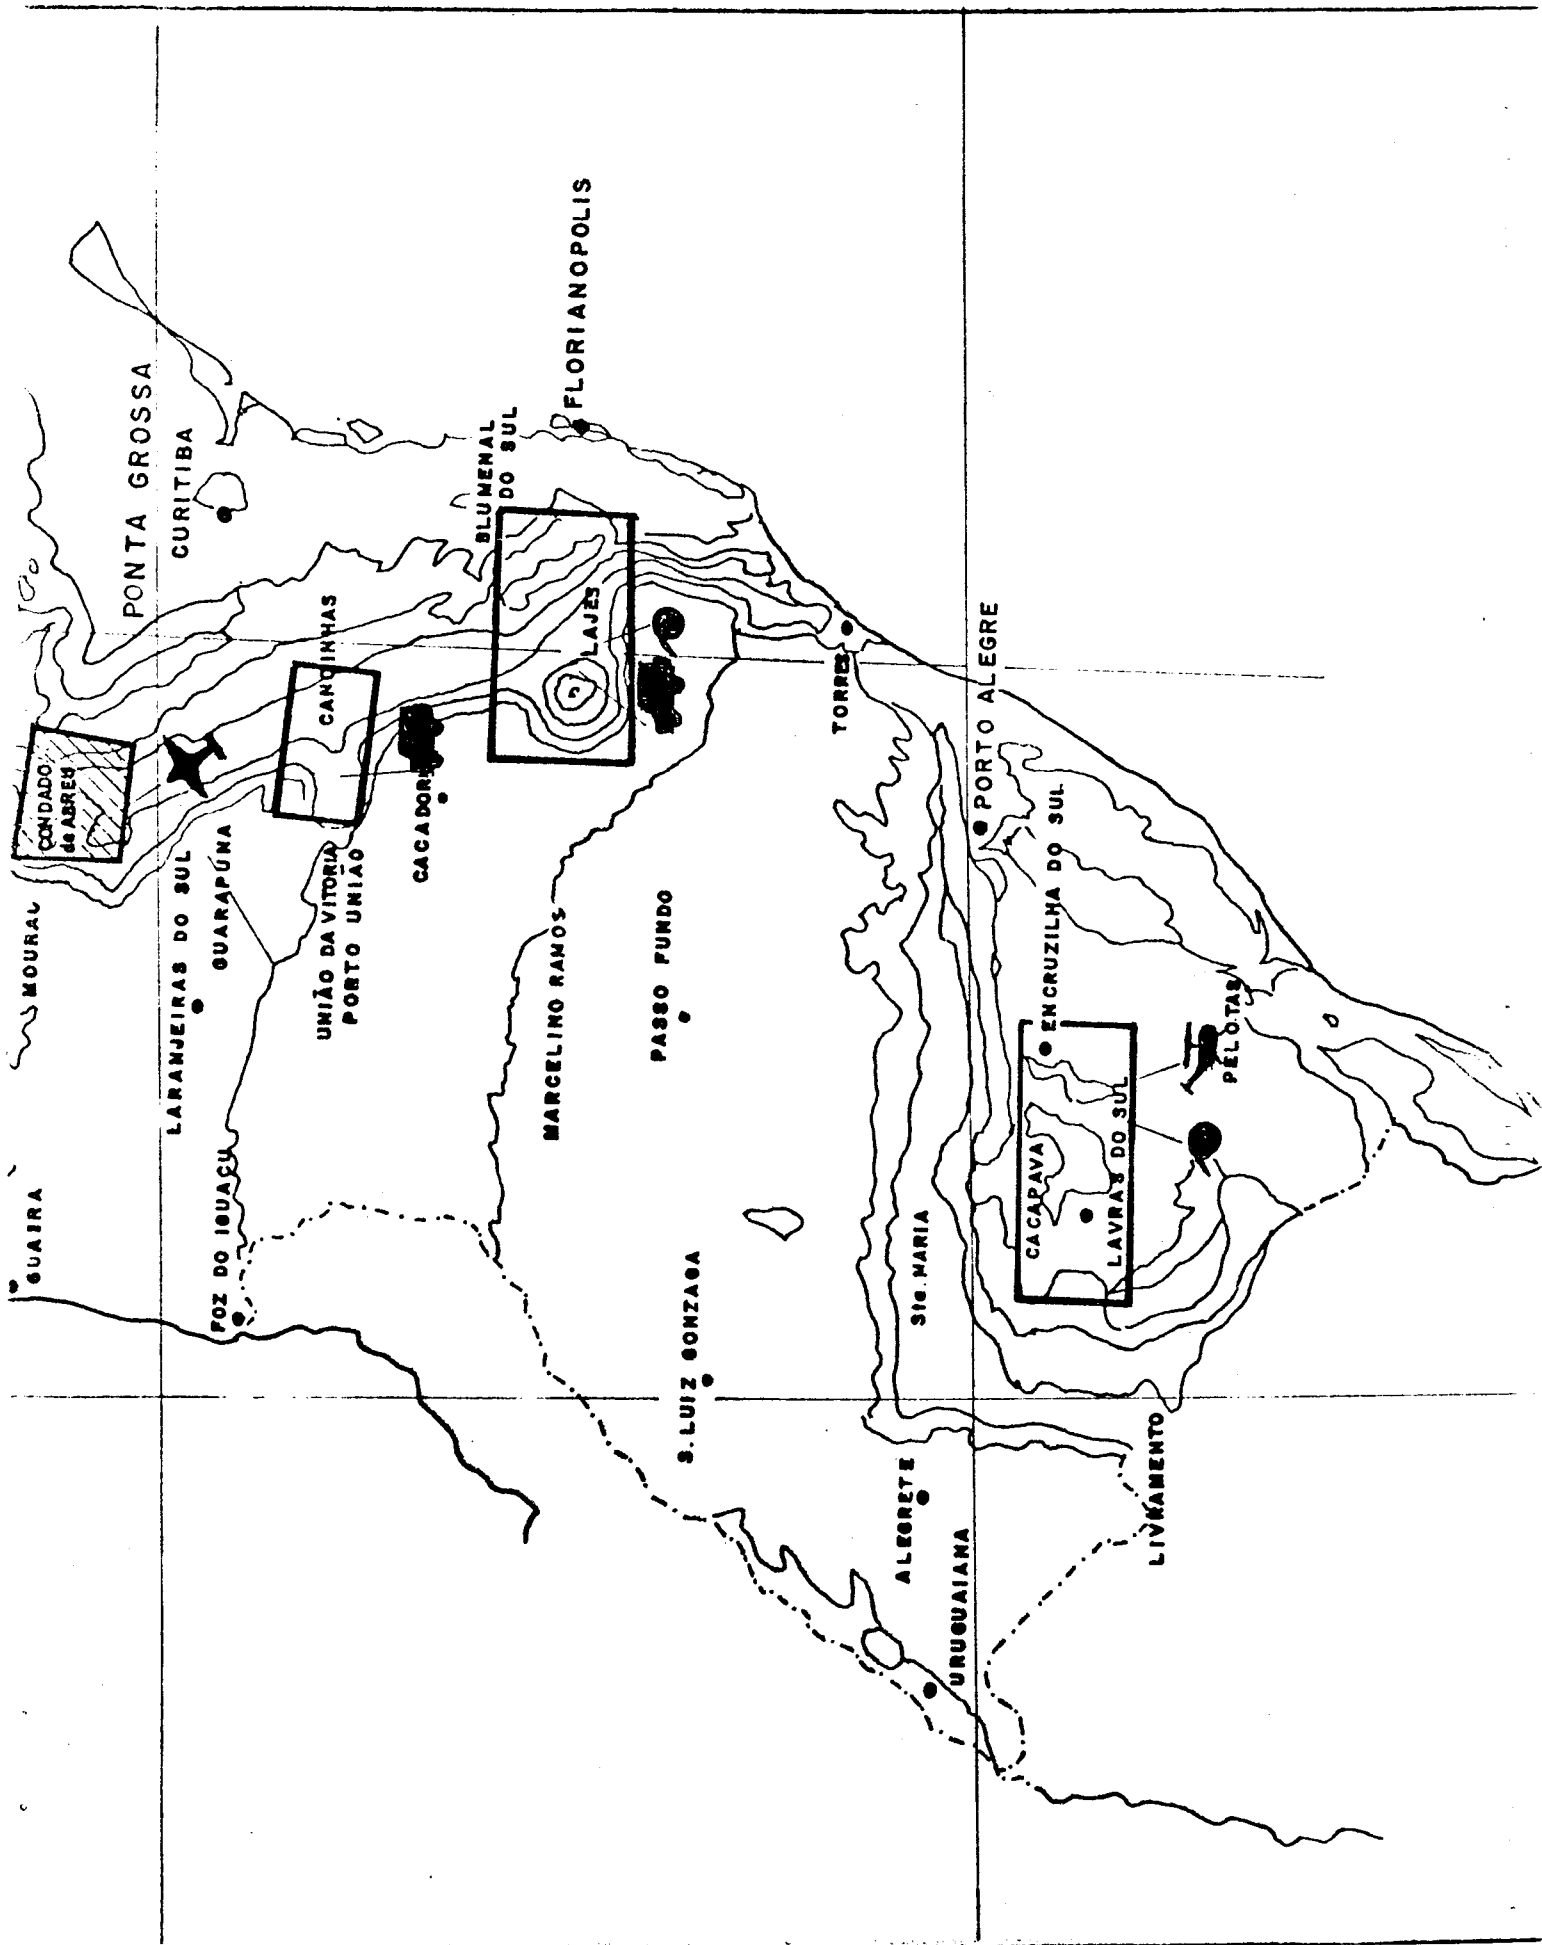 GUAIRA
MOURAL
CONDADO
de ABREU
PONTA GROSSA
CURITIBA
LARANJEIRAS DO SUL
GUARAPUNA
FOZ DO IGUAÇU
UNIÃO DA VITORIA
PORTO UNIÃO
CANOINHAS
CACADOR
BLUMENAL
DO SUL
FLORIANOPOLIS
LAJES
MARCELINO RAMOS
PASSO FUNDO
S. LUIZ GONZAGA
TORRES
PORTO ALEGRE
Sta. MARIA
ALEGRETE
URUGUAIANA
CACAPAVA
ENCRUZILHA DO SUL
LAVRAS DO SUL
LIVRAMENTO
PELOTAS